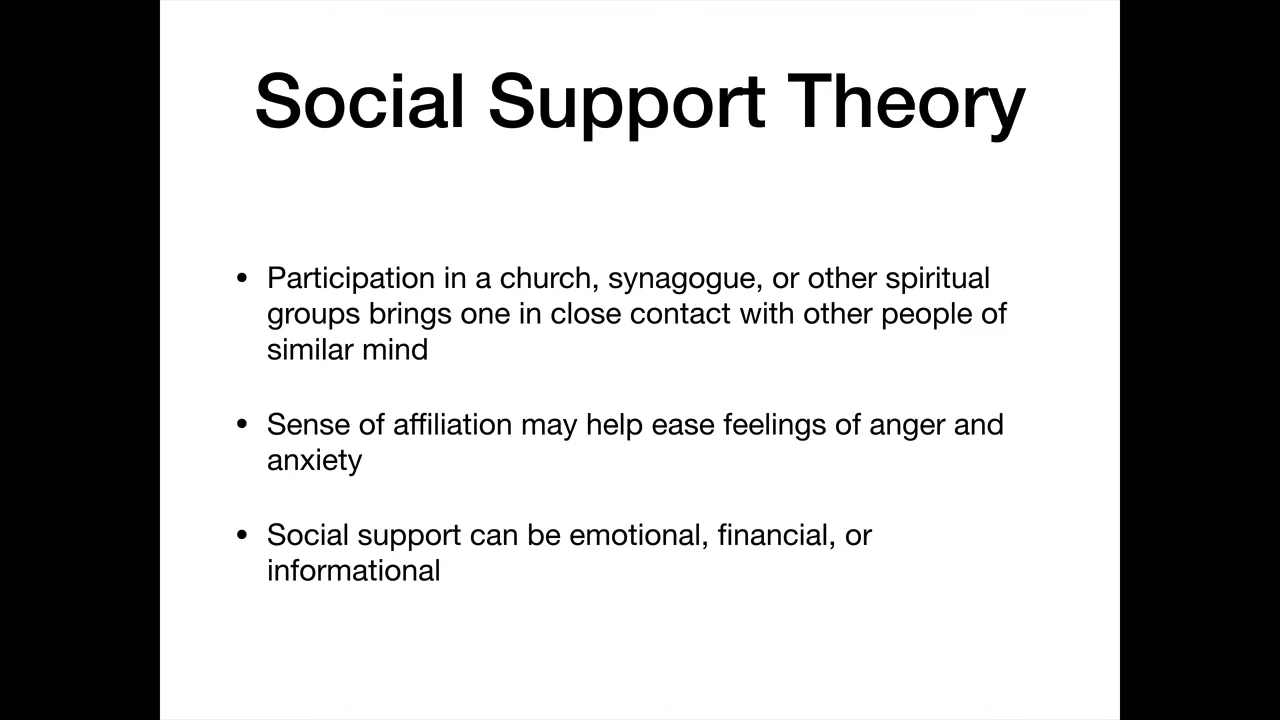 Social Support Theory
• Participation in a church, synagogue, or other spiritual
groups brings one in close contact with other people of
similar mind
• Sense of affiliation may help ease feelings of anger and
anxiety
• Social support can be emotional, financial, or
informational